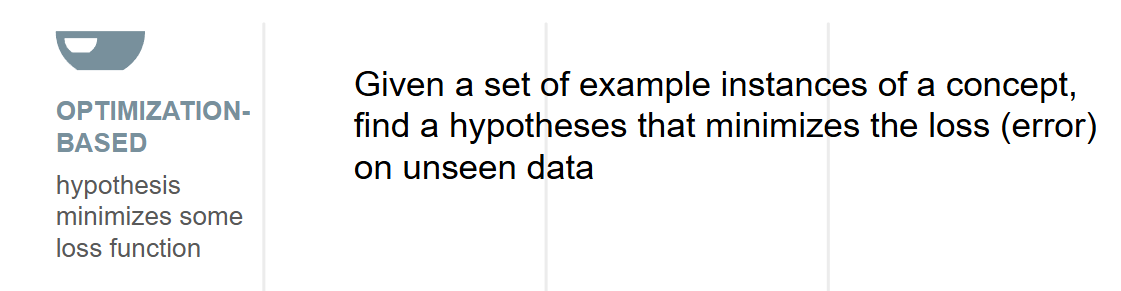 OPTIMIZATION-
BASED
hypothesis
minimizes some
loss function
Given a set of example instances of a concept,
find a hypotheses that minimizes the loss (error)
on unseen data